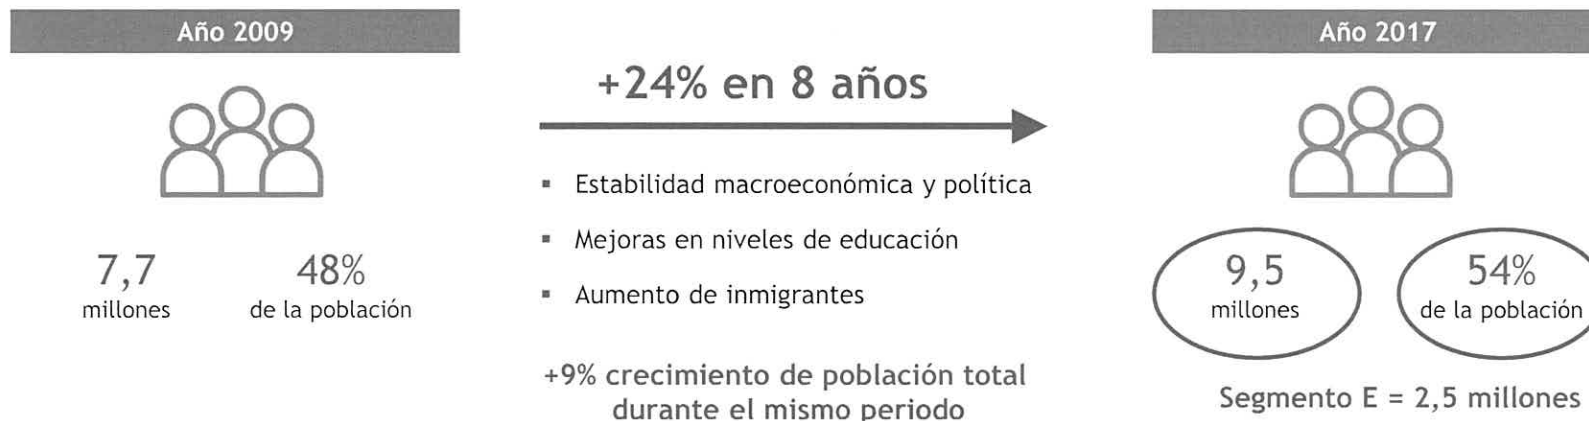 Año 2009
7,7
millones
48%
de la población
+24% en 8 años
▪ Estabilidad macroeconómica y política
▪ Mejoras en niveles de educación
▪ Aumento de inmigrantes
+9% crecimiento de población total
durante el mismo periodo
Año 2017
9,5
millones
54%
de la población
Segmento E = 2,5 millones